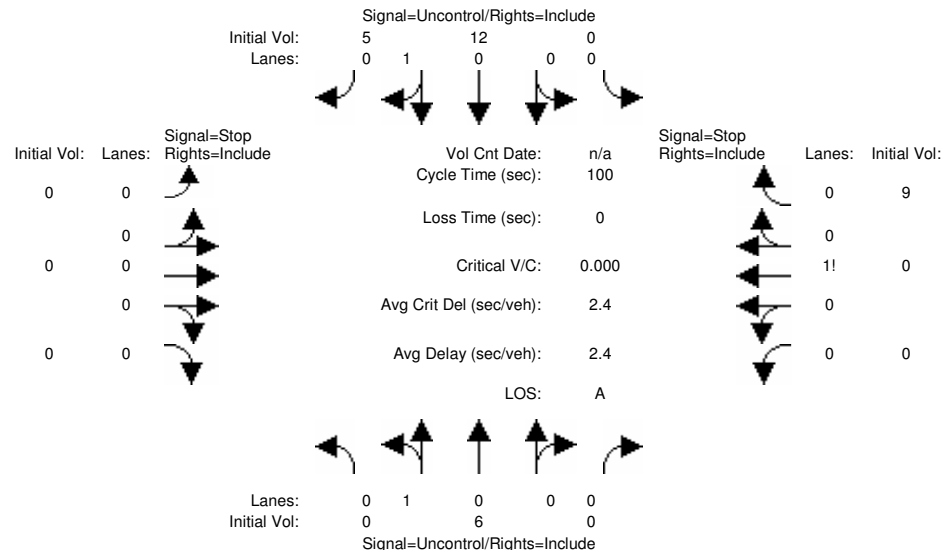 Signal=Uncontrol/Rights=Include
Initial Vol: 5 12 0
Lanes: 0 1 0 0 0
Signal=Stop Signal=Stop
Initial Vol: Lanes: Rights=Include Vol Cnt Date: n/a Rights=Include Lanes: Initial Vol:
Cycle Time (sec): 100
0 0 0 9
Loss Time (sec): 0
0 0
0 0 Critical V/C: 0.000 1! 0
0 Avg Crit Del (sec/veh): 2.4 0
0 0 Avg Delay (sec/veh): 2.4 0 0
LOS: A
Lanes: 0 1 0 0 0
Initial Vol: 0 6 0
Signal=Uncontrol/Rights=Include